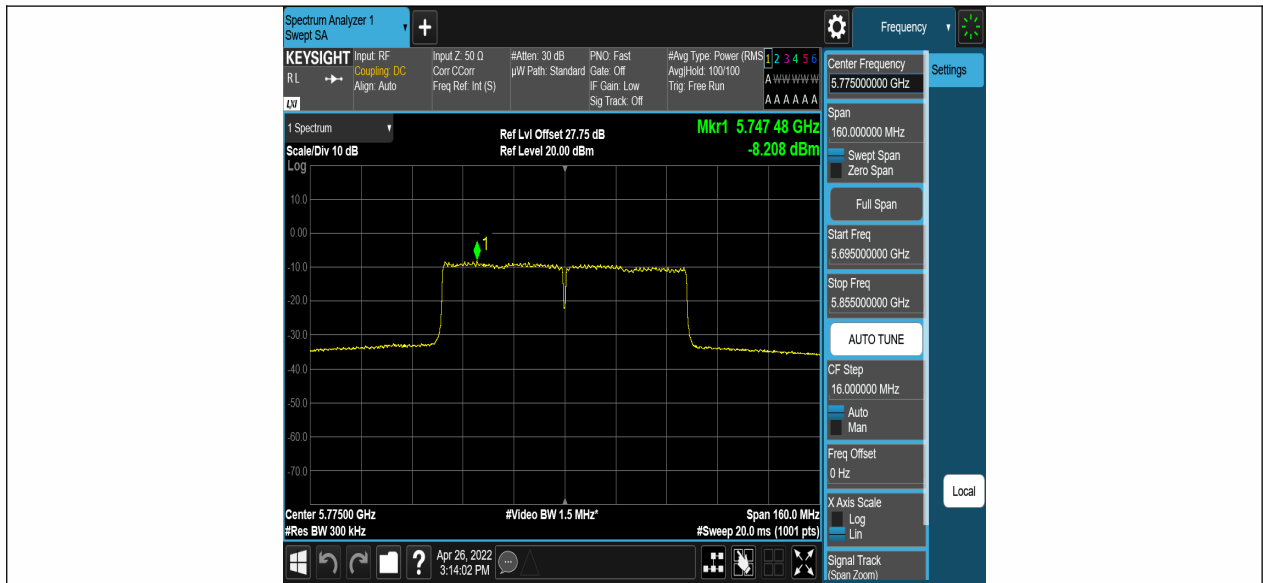 Spectrum Analyzer 1
Swept SA
+
Frequency
KEYSIGHT
Input: RF
Coupling: DC
Align: Auto
Input Z: 50 Ω
Corr CCorr
Freq Ref: Int (S)
#Atten: 30 dB
µW Path: Standard
PNO: Fast
Gate: Off
IF Gain: Low
Sig Track: Off
#Avg Type: Power (RMS
Avg|Hold: 100/100
Trig: Free Run
1 2 3 4 5 6
A W W W W W
A A A A A A
RL
LXI
Settings
Center Frequency
5.775000000 GHz
Span
160.000000 MHz
Swept Span
Zero Span
Full Span
Start Freq
5.695000000 GHz
Stop Freq
5.855000000 GHz
AUTO TUNE
CF Step
16.000000 MHz
Auto
Man
Freq Offset
0 Hz
X Axis Scale
Log
Lin
Signal Track
(Span Zoom)
Local
1 Spectrum
Scale/Div 10 dB
Ref Lvl Offset 27.75 dB
Ref Level 20.00 dBm
Mkr1 5.747 48 GHz
-8.208 dBm
Log
10.0
0.00
-10.0
-20.0
-30.0
-40.0
-50.0
-60.0
-70.0
1
Center 5.77500 GHz
#Res BW 300 kHz
#Video BW 1.5 MHz*
Span 160.0 MHz
#Sweep 20.0 ms (1001 pts)
?
Apr 26, 2022
3:14:02 PM